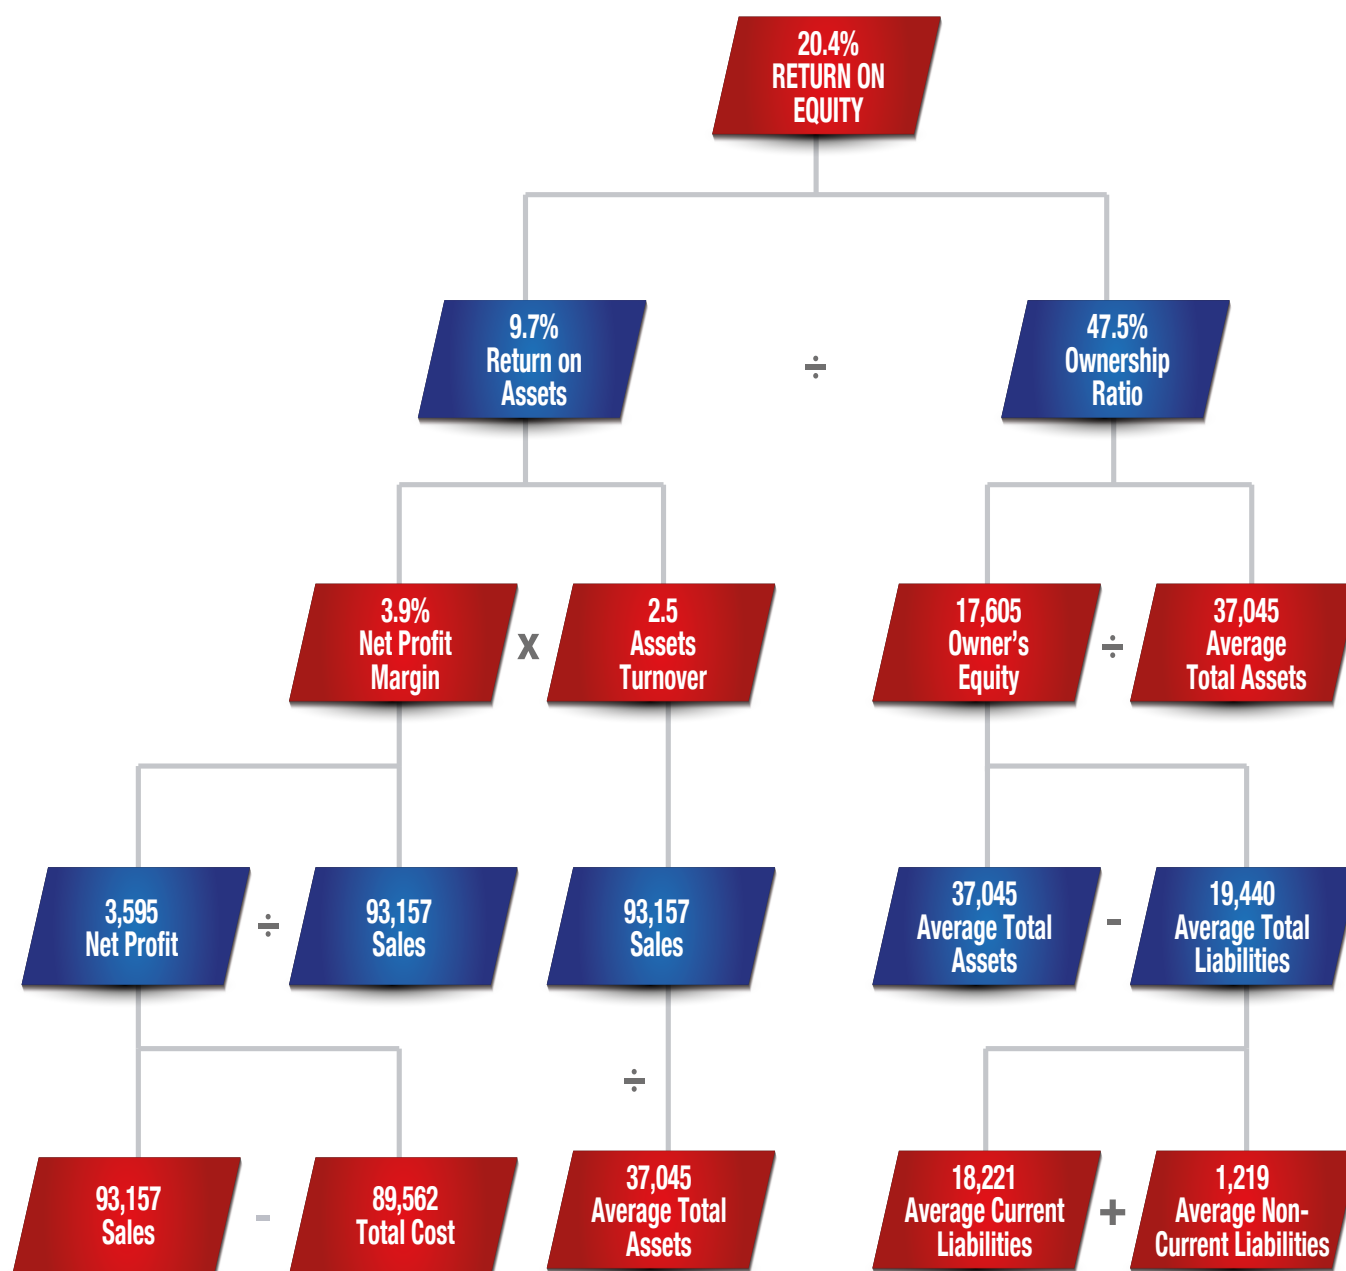 20.4%
RETURN ON
EQUITY
9.7%
Return on
Assets
÷
47.5%
Ownership
Ratio
3.9%
Net Profit
Margin
x
2.5
Assets
Turnover
17,605
Owner's
Equity
÷
37,045
Average
Total Assets
3,595
Net Profit
÷
93,157
Sales
93,157
Sales
37,045
Average Total
Assets
-
19,440
Average Total
Liabilities
÷
93,157
Sales
-
89,562
Total Cost
37,045
Average Total
Assets
18,221
Average Current
Liabilities
+
1,219
Average Non-
Current Liabilities